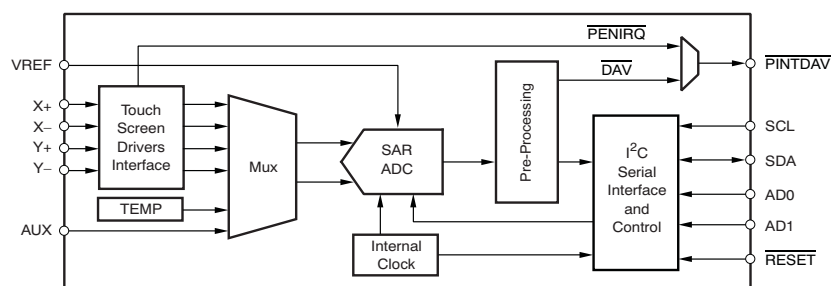 PENIRQ
VREF
PINTDAV
DAV
X+
X–
Y+
Y–
Touch
Screen
Drivers
Interface
Mux
SAR
ADC
Pre-Processing
I²C
Serial
Interface
and
Control
SCL
SDA
AD0
AD1
RESET
TEMP
AUX
Internal
Clock